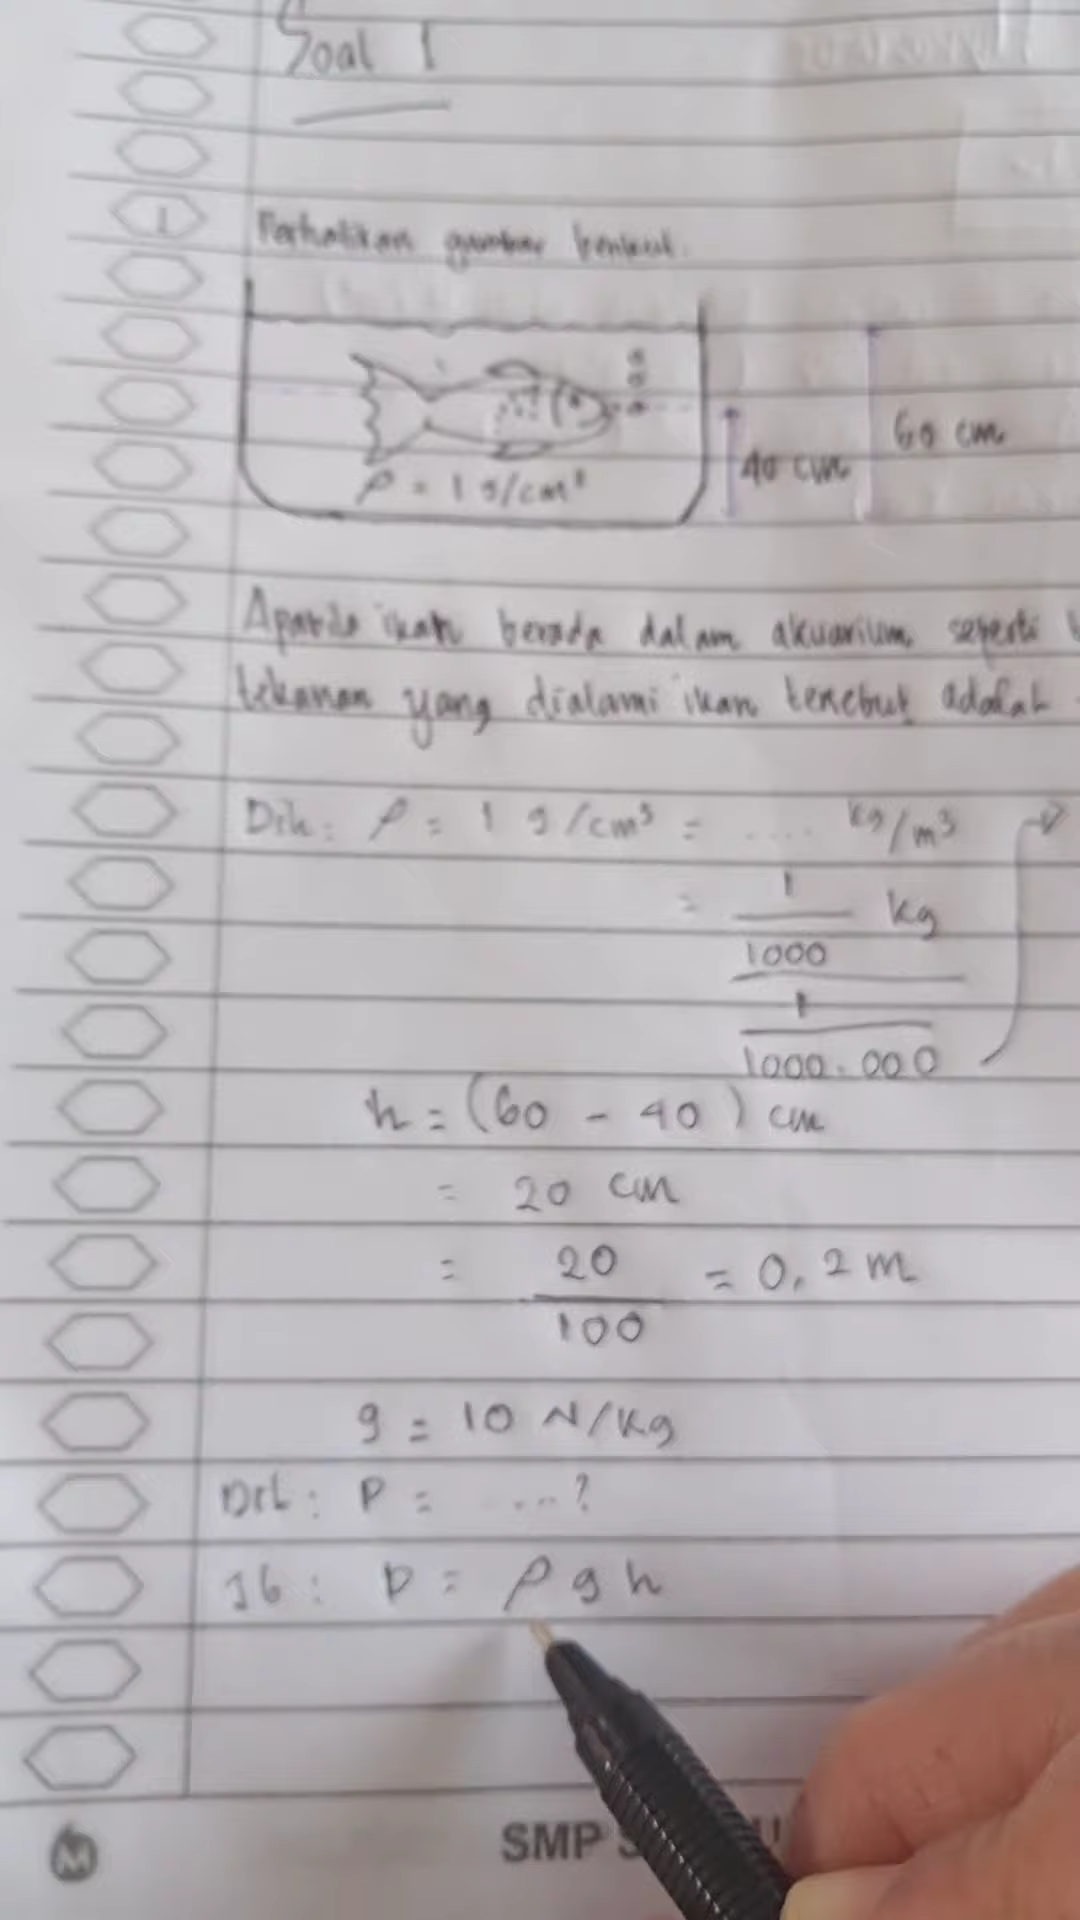 Soal 1
1 Perhatikan gambar berikut.
60 cm
40 cm
ρ = 1 g/cm³
Apabila ikan berada dalam akuarium seperti
tekanan yang dialami ikan tersebut adalah
Dik: ρ = 1 g/cm³ = .... kg/m³
= 1/1000 kg
1/1000.000
h = (60 - 40) cm
= 20 cm
= 20/100 = 0,2 m
g = 10 N/kg
Dit: P = ...?
Jb: P = ρ g h
SMP